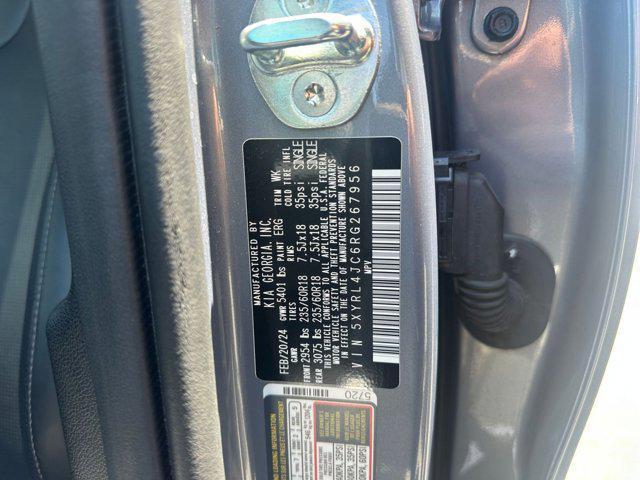 MANUFACTURED BY
KIA GEORGIA, INC.
FEB/20/24 GVWR 5401 lbs PAINT ERG TRIM WK
GAWR TIRES RIMS COLD TIRE INFL
FRONT 2954 lbs 235/60R18 7.5Jx18 35psi SINGLE
REAR 3075 lbs 235/60R18 7.5Jx18 35psi SINGLE
THIS VEHICLE CONFORMS TO ALL APPLICABLE U.S.A. FEDERAL
MOTOR VEHICLE SAFETY AND THEFT PREVENTION STANDARDS
IN EFFECT ON THE DATE OF MANUFACTURE SHOWN ABOVE
VIN 5XYRL4JC6RG267956
MPV
5720
LOADING INFORMATION